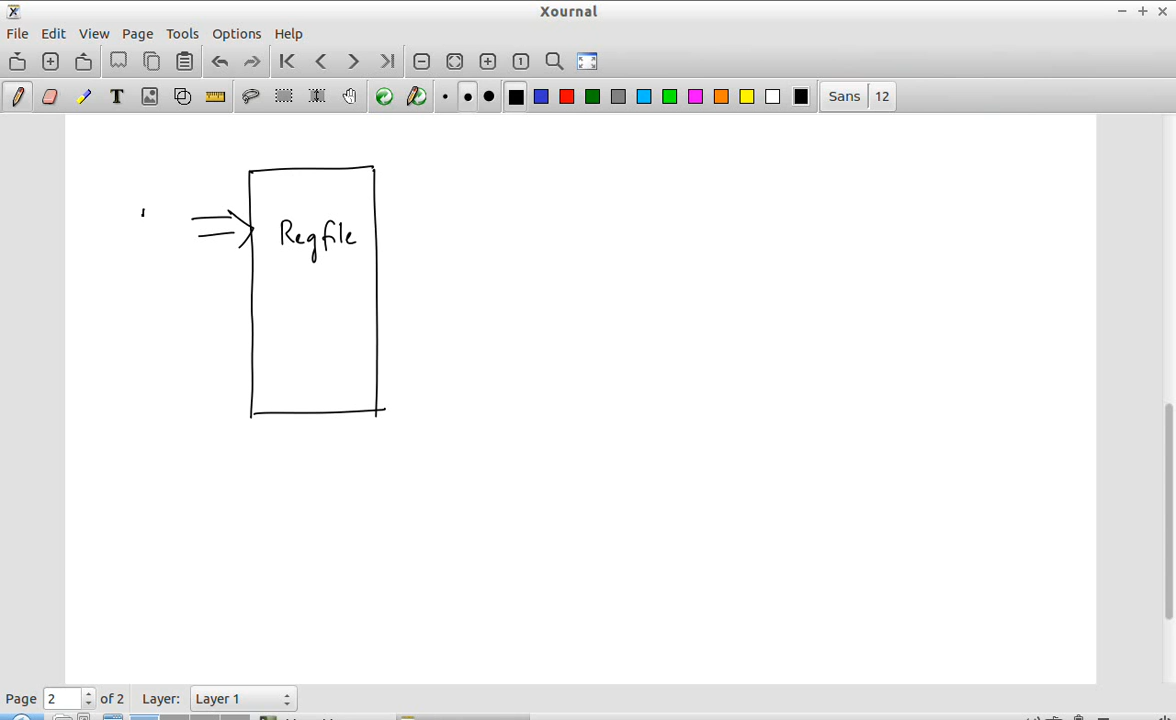 Xournal
File Edit View Page Tools Options Help
T Sans 12
Regfile
Page 2 of 2 Layer: Layer 1